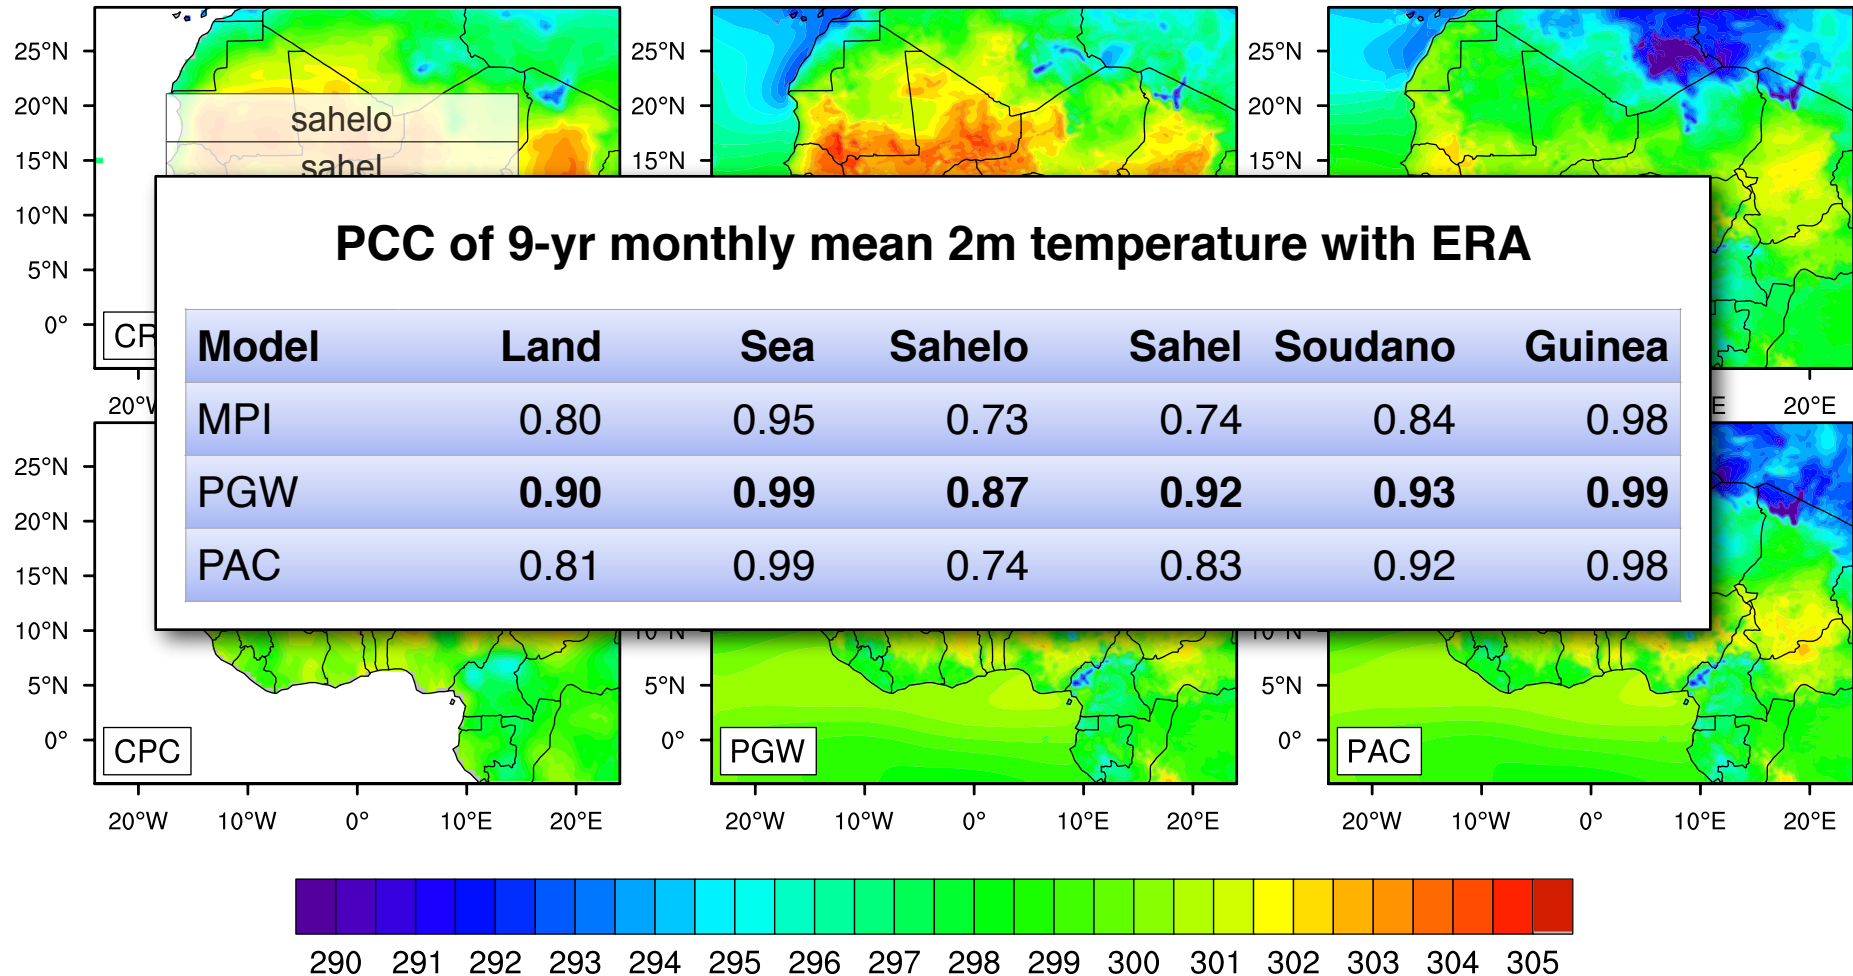 25°N 25°N 25°N
20°N 20°N 20°N
sahelo
15°N 15°N 15°N
sahel
10°N
5°N
0°
CR
20°W 20°E
PCC of 9-yr monthly mean 2m temperature with ERA
Model Land Sea Sahelo Sahel Soudano Guinea
MPI 0.80 0.95 0.73 0.74 0.84 0.98
PGW 0.90 0.99 0.87 0.92 0.93 0.99
PAC 0.81 0.99 0.74 0.83 0.92 0.98
25°N
20°N
15°N
10°N 10°N 10°N
5°N 5°N 5°N
0° 0° 0°
CPC PGW PAC
20°W 10°W 0° 10°E 20°E 20°W 10°W 0° 10°E 20°E 20°W 10°W 0° 10°E 20°E
290 291 292 293 294 295 296 297 298 299 300 301 302 303 304 305